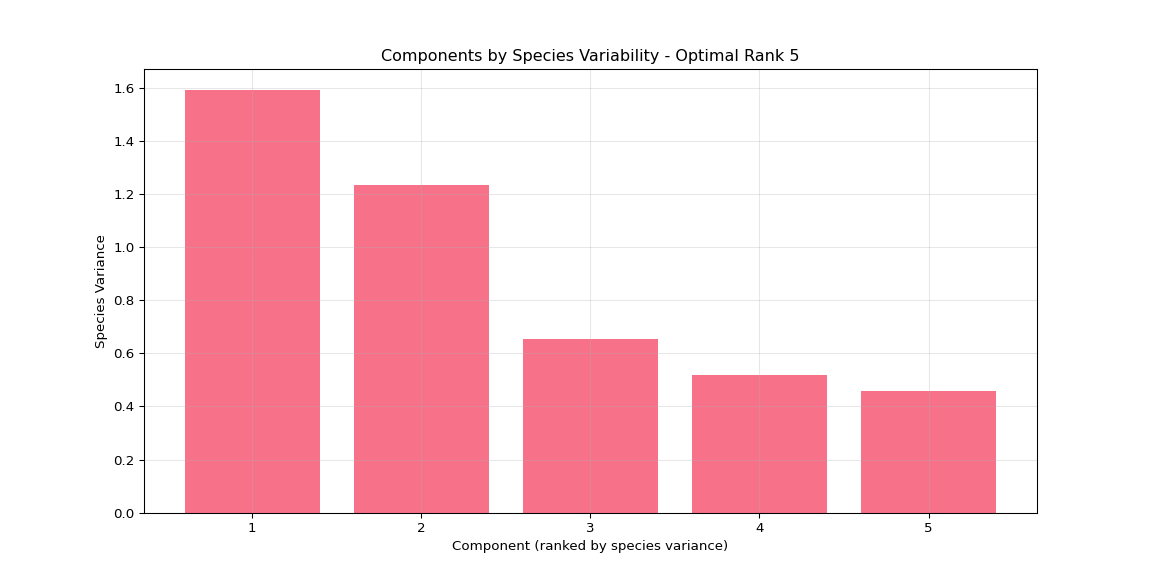 Components by Species Variability - Optimal Rank 5
Species Variance
1.6
1.4
1.2
1.0
0.8
0.6
0.4
0.2
0.0
1 2 3 4 5
Component (ranked by species variance)